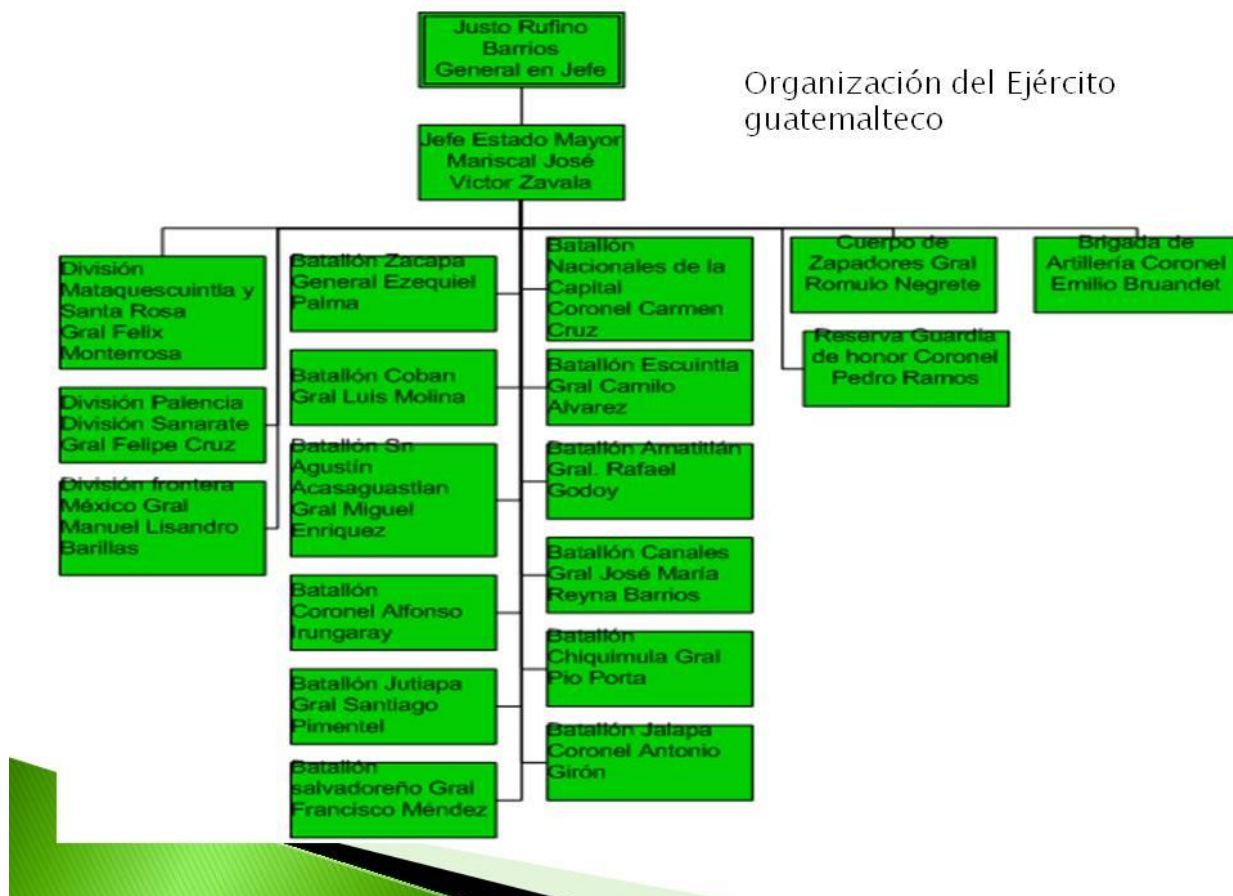 Justo Rufino
Barrios
General en Jefe
Organización del Ejército
guatemalteco
Jefe Estado Mayor
Mariscal José
Victor Zavala
División
Mataquescuintla y
Santa Rosa
Gral Felix
Monterrosa
División Palencia
División Sanarate
Gral Felipe Cruz
División frontera
México Gral
Manuel Lisandro
Barillas
Batallón Zacapa
General Ezequiel
Palma
Batallón Coban
Gral Luis Molina
Batallón Sn
Agustín
Acasaguastlan
Gral Miguel
Enriquez
Batallón
Coronel Alfonso
Irungaray
Batallón Jutiapa
Gral Santiago
Pimentel
Batallón
salvadoreño Gral
Francisco Méndez
Batallón
Nacionales de la
Capital
Coronel Carmen
Cruz
Batallón Escuintla
Gral Camilo
Alvarez
Batallón Amatitlán
Gral. Rafael
Godoy
Batallón Canales
Gral José María
Reyna Barrios
Batallón
Chiquimula Gral
Pio Porta
Batallón Jalapa
Coronel Antonio
Girón
Cuerpo de
Zapadores Gral
Romulo Negrete
Reserva Guardia
de honor Coronel
Pedro Ramos
Brigada de
Artillería Coronel
Emilio Bruandet